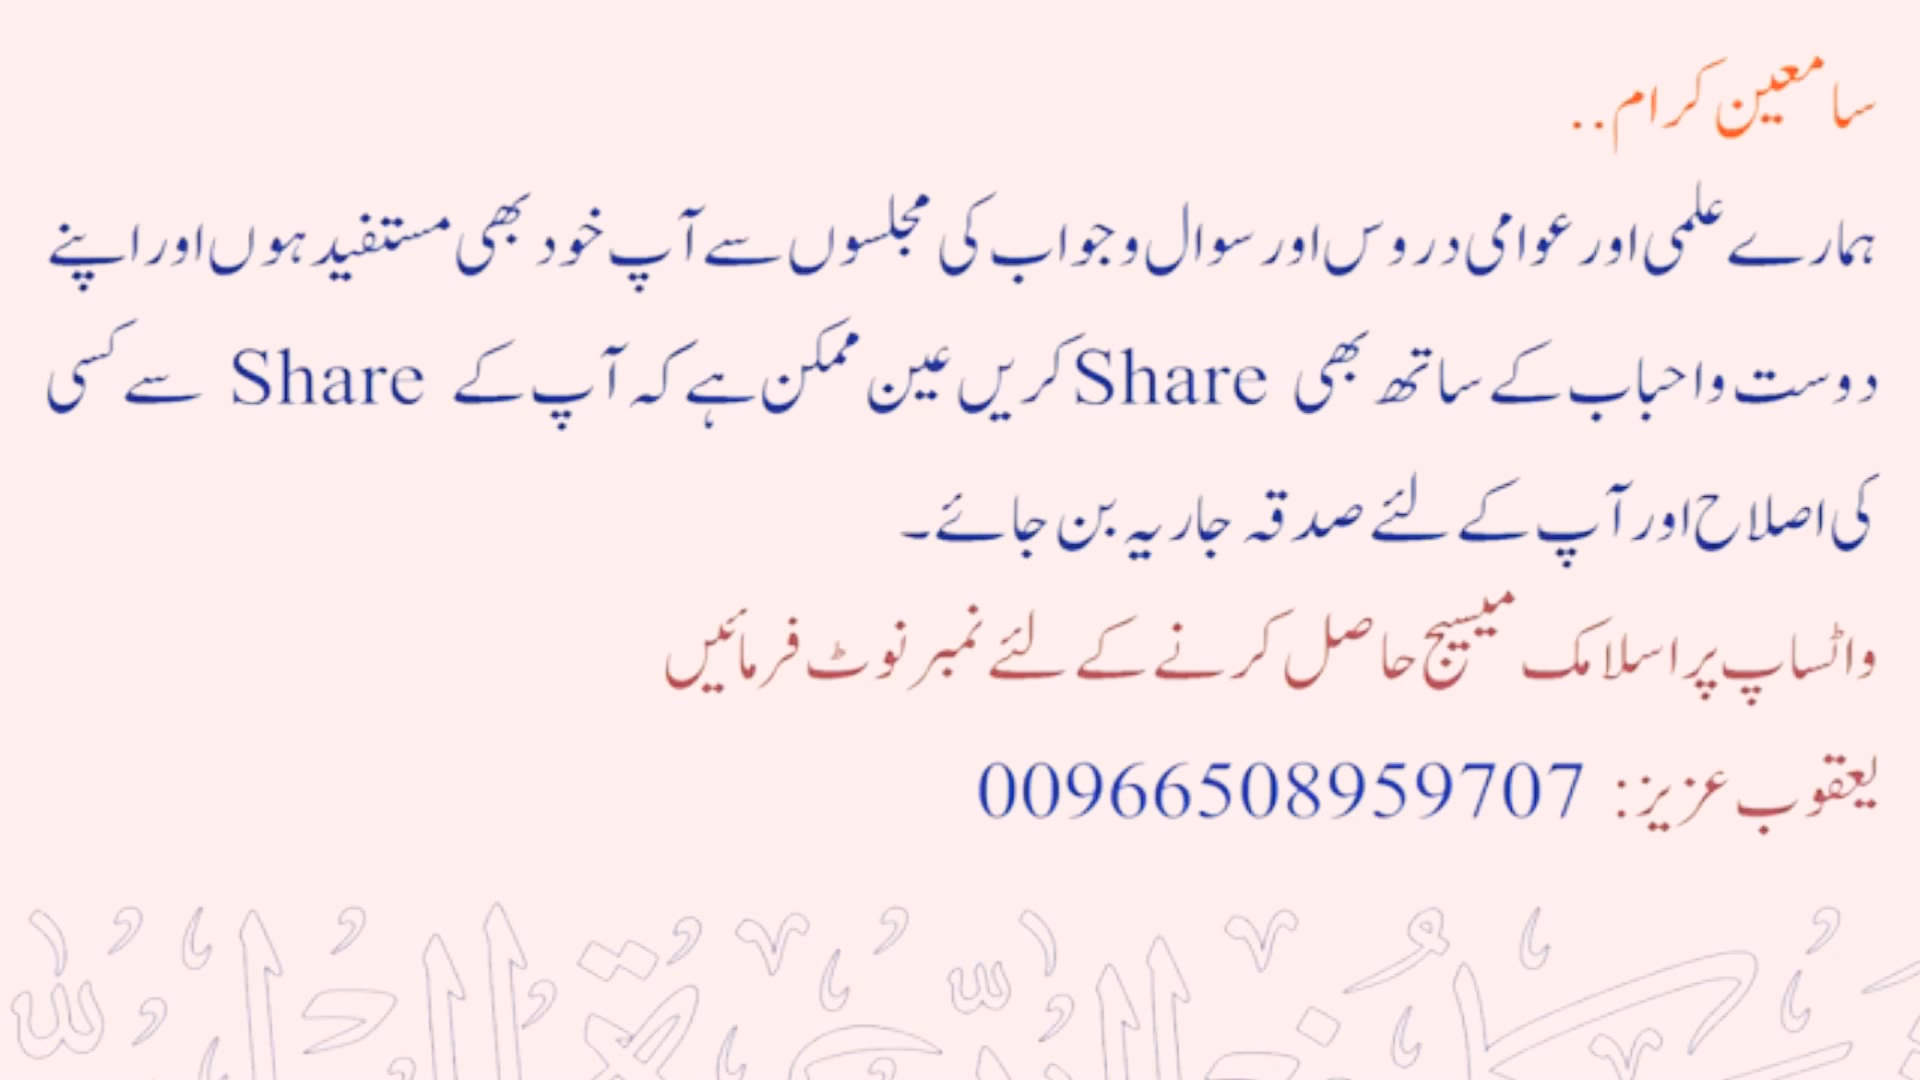 سامعین کرام..
ہمارے علمی اور عوامی دروس اور سوال و جواب کی مجلسوں سے آپ خود بھی مستفید ہوں اور اپنے
دوست و احباب کے ساتھ بھی Share کریں عین ممکن ہے کہ آپ کے Share سے کسی
کی اصلاح اور آپ کے لئے صدقہ جاریہ بن جائے۔
واٹساپ پر اسلامک میسیج حاصل کرنے کے لئے نمبر نوٹ فرمائیں
یعقوب عزیز: 00966508959707